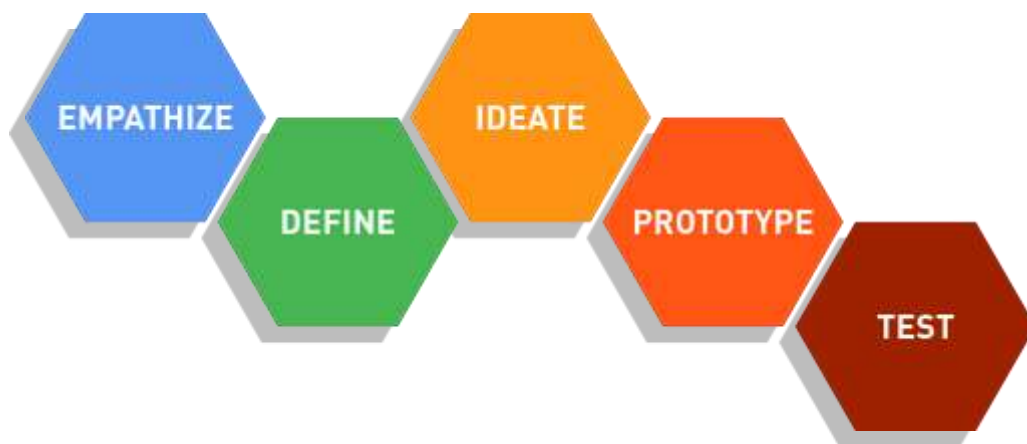 EMPATHIZE
DEFINE
IDEATE
PROTOTYPE
TEST